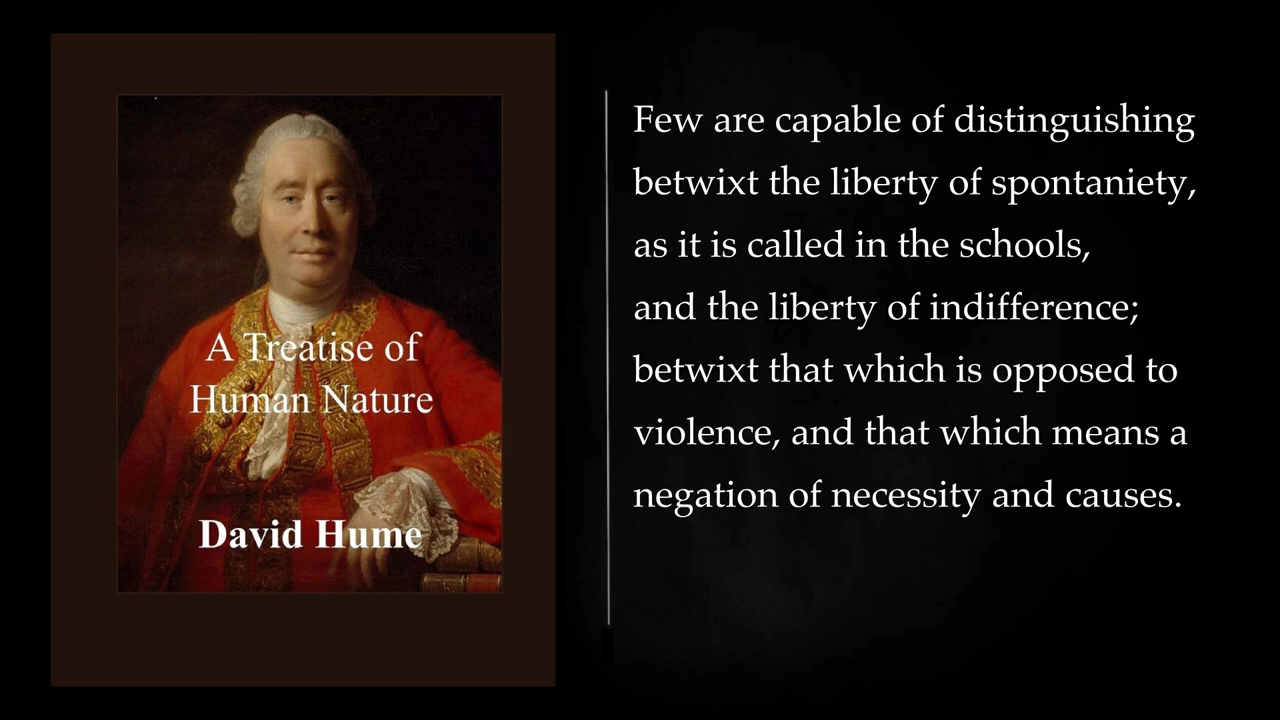 A Treatise of
Human Nature
David Hume
Few are capable of distinguishing
betwixt the liberty of spontaniety,
as it is called in the schools,
and the liberty of indifference;
betwixt that which is opposed to
violence, and that which means a
negation of necessity and causes.